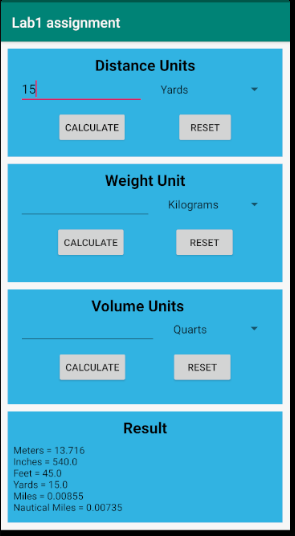 Lab1 assignment
Distance Units
15 Yards
CALCULATE RESET
Weight Unit
Kilograms
CALCULATE RESET
Volume Units
Quarts
CALCULATE RESET
Result
Meters = 13.716
Inches = 540.0
Feet = 45.0
Yards = 15.0
Miles = 0.00855
Nautical Miles = 0.00735